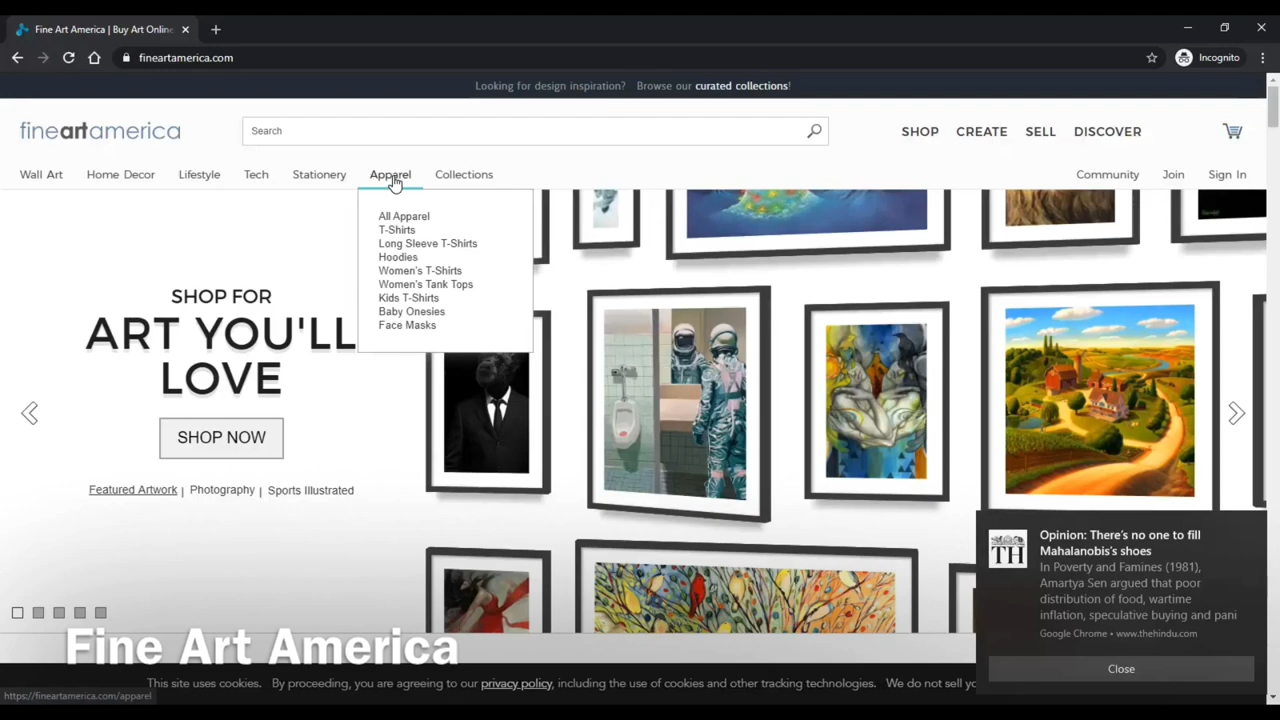 Fine Art America | Buy Art Online
fineartamerica.com
Incognito
Looking for design inspiration? Browse our curated collections!
fineartamerica
Search
SHOP CREATE SELL DISCOVER
Wall Art Home Decor Lifestyle Tech Stationery Apparel Collections Community Join Sign In
All Apparel
T-Shirts
Long Sleeve T-Shirts
Hoodies
Women's T-Shirts
Women's Tank Tops
Kids T-Shirts
Baby Onesies
Face Masks
SHOP FOR
ART YOU'LL
LOVE
SHOP NOW
Featured Artwork | Photography | Sports Illustrated
TH
Opinion: There's no one to fill
Mahalanobis's shoes
In Poverty and Famines (1981),
Amartya Sen argued that poor
distribution of food, wartime
inflation, speculative buying and pani
Google Chrome • www.thehindu.com
Close
Fine Art America
This site uses cookies. By proceeding, you are agreeing to our privacy policy, including the use of cookies and other tracking technologies. We do not sell
https://fineartamerica.com/apparel